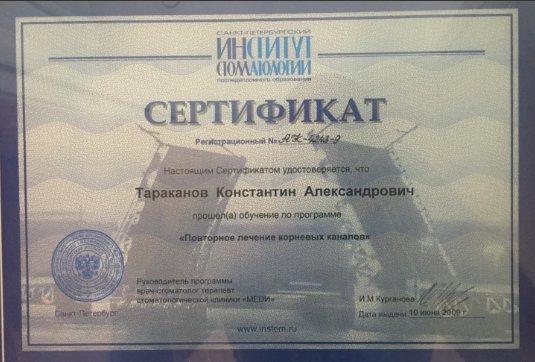 САНКТ-ПЕТЕРБУРГСКИЙ
ИНСТИТУТ
СТОМАТОЛОГИИ
последипломного образования
СЕРТИФИКАТ
Регистрационный №
Настоящим Сертификатом удостоверяется, что
Тараканов Константин Александрович
прошел(а) обучение по программе
«Повторное лечение корневых каналов»
Руководитель программы
врач-стоматолог терапевт
стоматологической клиники «МЕДИ»
И.М.Курганова
Санкт-Петербург
Дата выдачи 10 июня 2009 г.
www.instom.ru